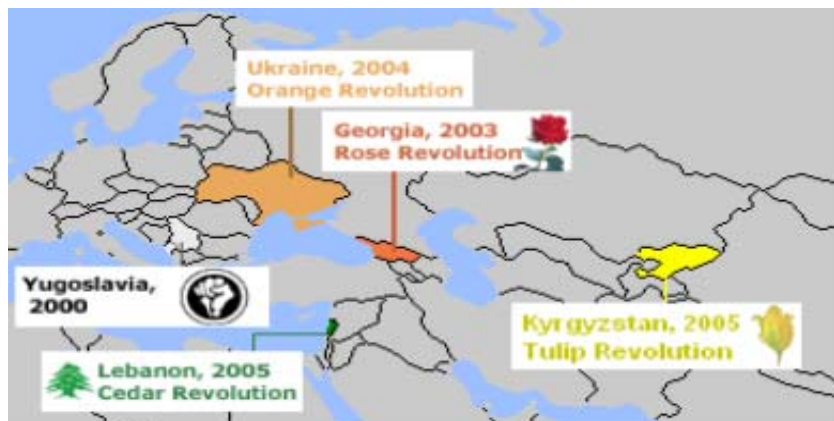 Ukraine, 2004
Orange Revolution
Georgia, 2003
Rose Revolution
Yugoslavia,
2000
Kyrgyzstan, 2005
Tulip Revolution
Lebanon, 2005
Cedar Revolution